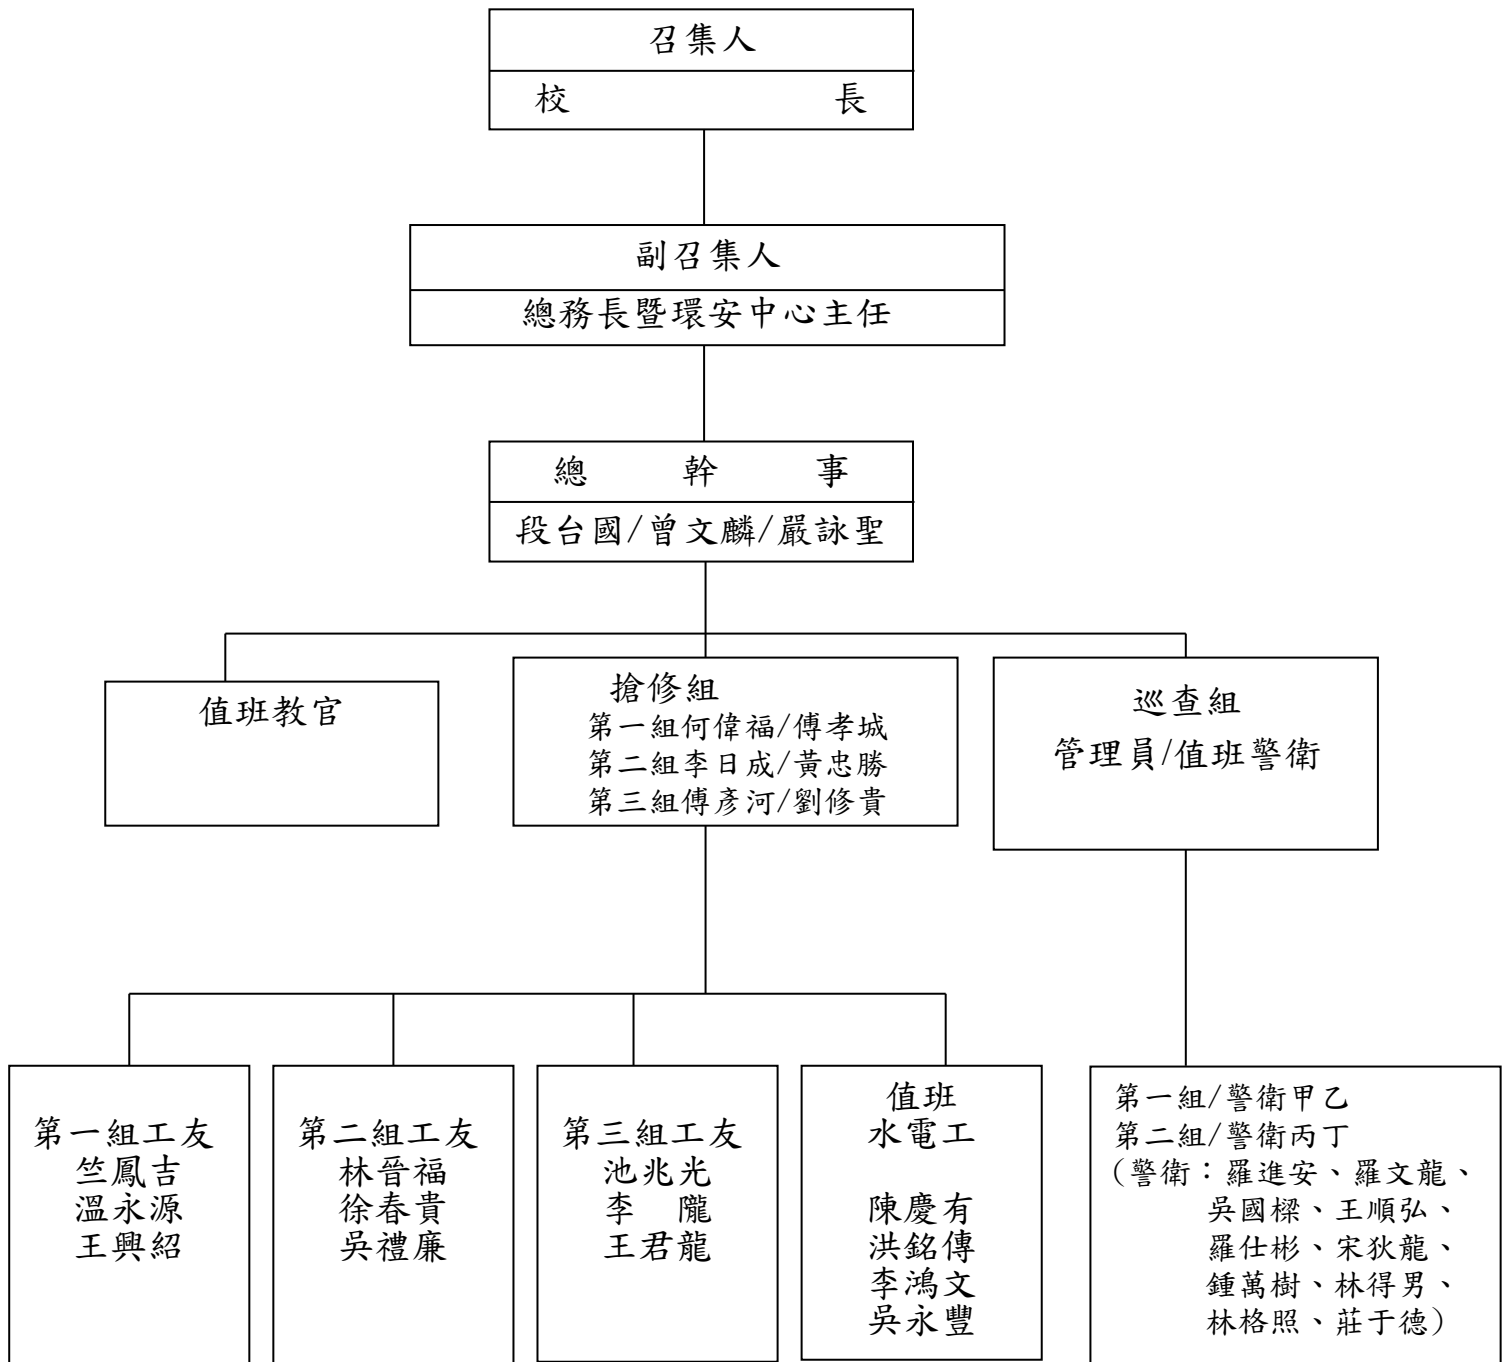 召集人
校 長
副召集人
總務長暨環安中心主任
總 幹 事
段台國/曾文麟/嚴詠聖
值班教官
搶修組
第一組何偉福/傅孝城
第二組李日成/黃忠勝
第三組傅彥河/劉修貴
巡查組
管理員/值班警衛
第一組工友
竺鳳吉
溫永源
王興紹
第二組工友
林晉福
徐春貴
吳禮廉
第三組工友
池兆光
李 隴
王君龍
值班
水電工
陳慶有
洪銘傳
李鴻文
吳永豐
第一組/警衛甲乙
第二組/警衛丙丁
(警衛：羅進安、羅文龍、
吳國樑、王順弘、
羅仕彬、宋狄龍、
鍾萬樹、林得男、
林格照、莊于德)